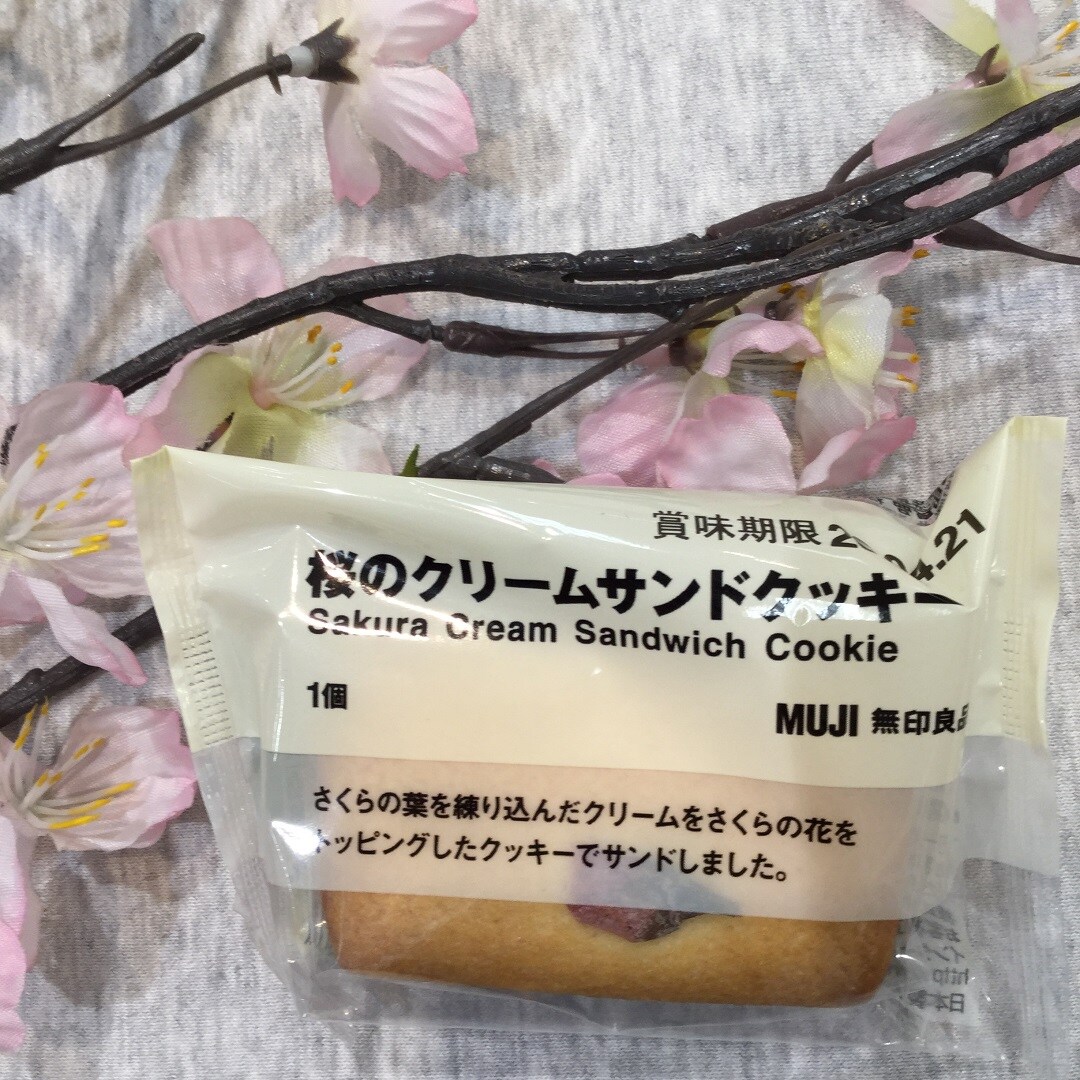 賞味期限
4.21
桜のクリームサンドクッキー
Sakura Cream Sandwich Cookie
1個
MUJI 無印良品
さくらの葉を練り込んだクリームをさくらの花を
トッピングしたクッキーでサンドしました。